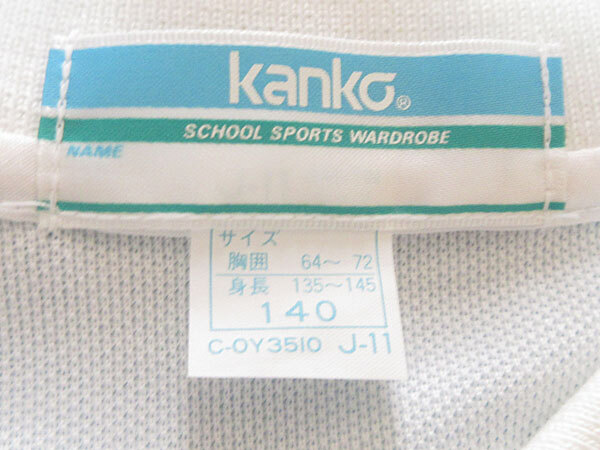 kanko®
SCHOOL SPORTS WARDROBE
NAME
サイズ
胸囲 64～72
身長 135～145
140
C-OY3510 J-11